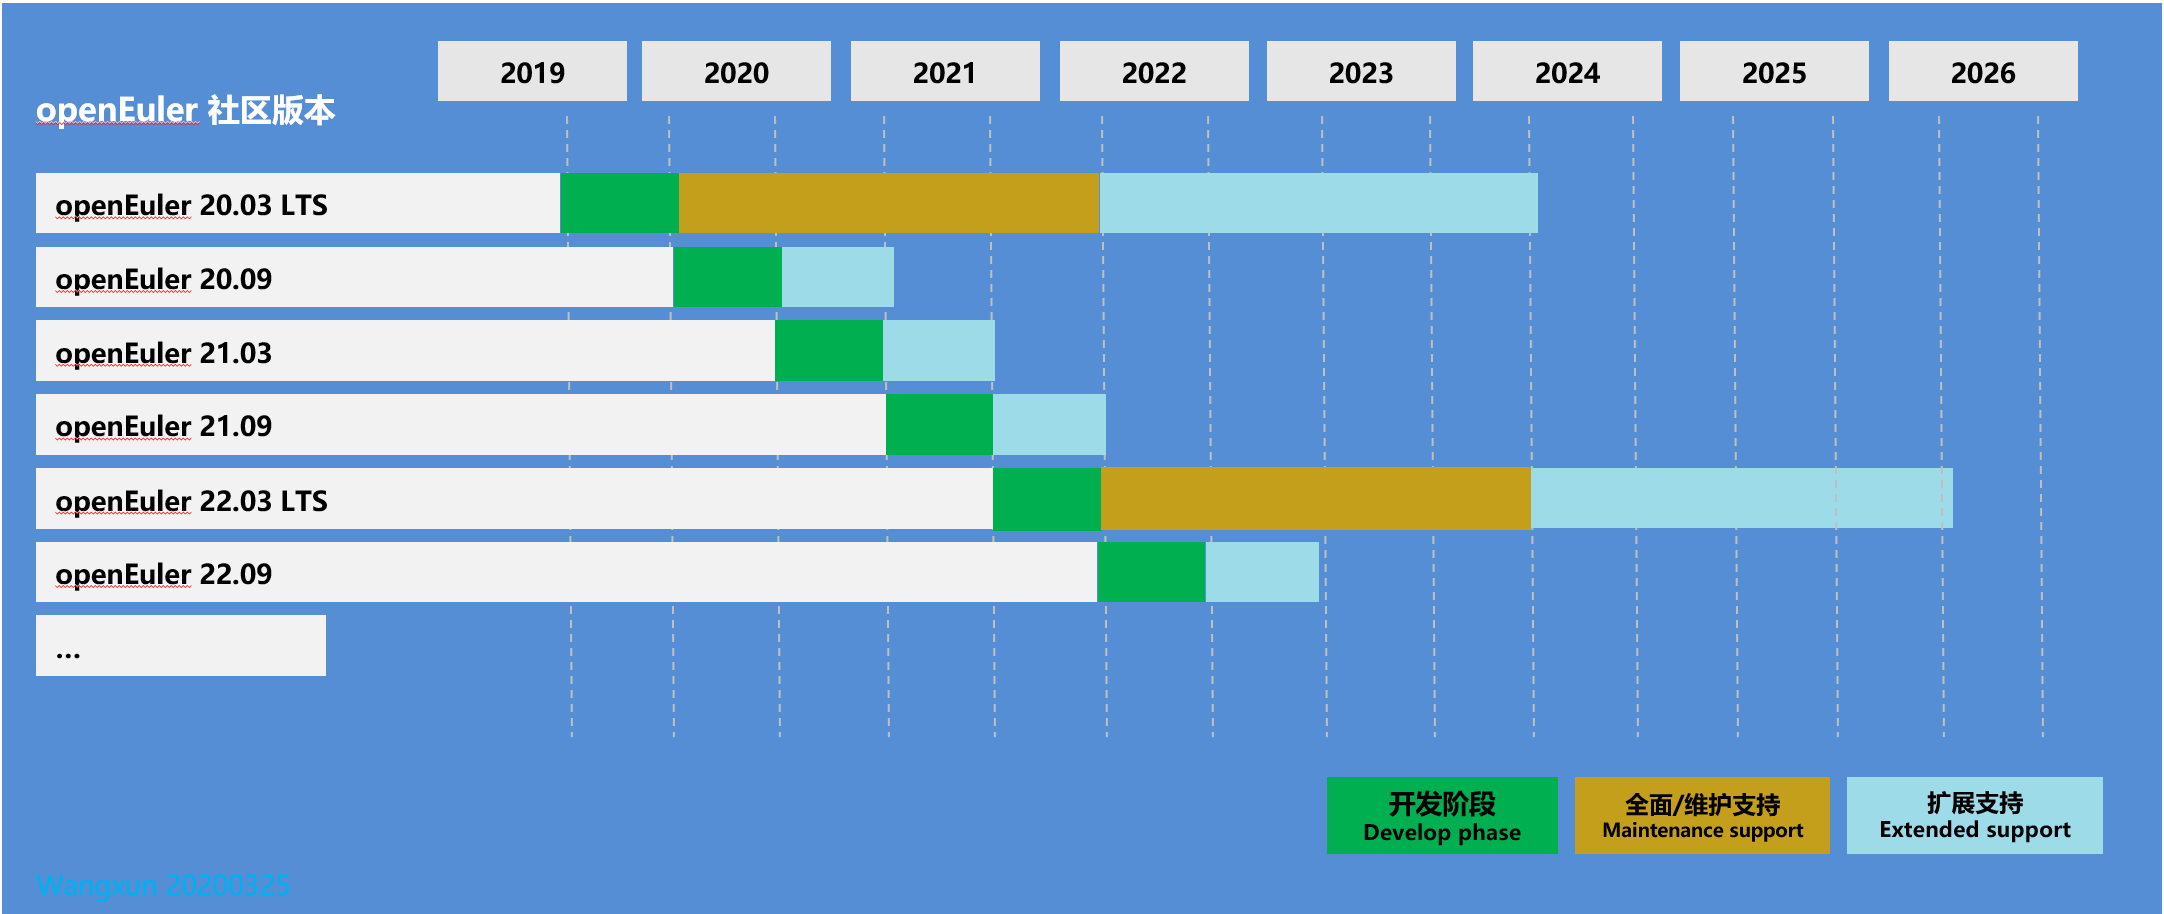 2019
2020
2021
2022
2023
2024
2025
2026
openEuler 社区版本
openEuler 20.03 LTS
openEuler 20.09
openEuler 21.03
openEuler 21.09
openEuler 22.03 LTS
openEuler 22.09
...
开发阶段
Develop phase
全面/维护支持
Maintenance support
扩展支持
Extended support
Wangxun 20200325